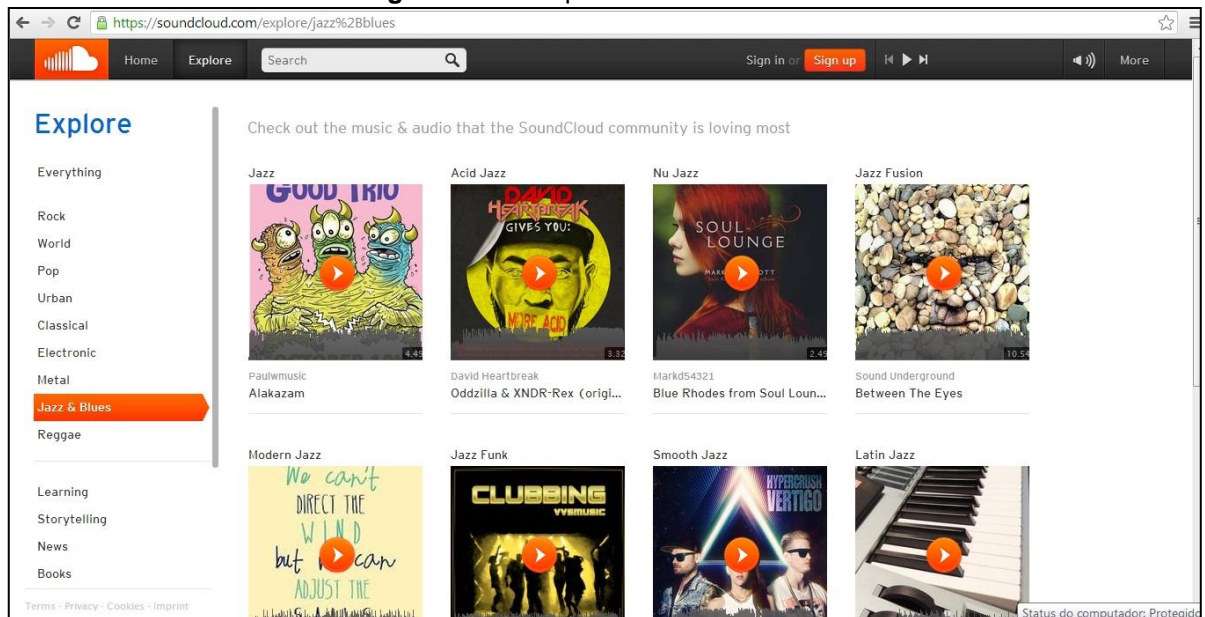 https://soundcloud.com/explore/jazz%2Bblues
Home Explore Search Sign in or Sign up More
Explore
Everything
Rock
World
Pop
Urban
Classical
Electronic
Metal
Jazz & Blues
Reggae
Learning
Storytelling
News
Books
Terms - Privacy - Cookies - Imprint
Check out the music & audio that the SoundCloud community is loving most
Jazz
GOOD TRIO
4.49
Paulwmusic
Alakazam
Acid Jazz
DAVID
HEARTBREAK
GIVES YOU:
MORE ACID
3.32
David Heartbreak
Oddzilla & XNDR-Rex (origi...
Nu Jazz
SOUL
LOUNGE
2.49
Markd54321
Blue Rhodes from Soul Loun...
Jazz Fusion
10.54
Sound Underground
Between The Eyes
Modern Jazz
We can't
DIRECT THE
WIND
but we can
ADJUST THE
Jazz Funk
CLUBBING
VVSMUSIC
Smooth Jazz
HYPERCRUSH
VERTIGO
Latin Jazz
Status do computador: Protegido